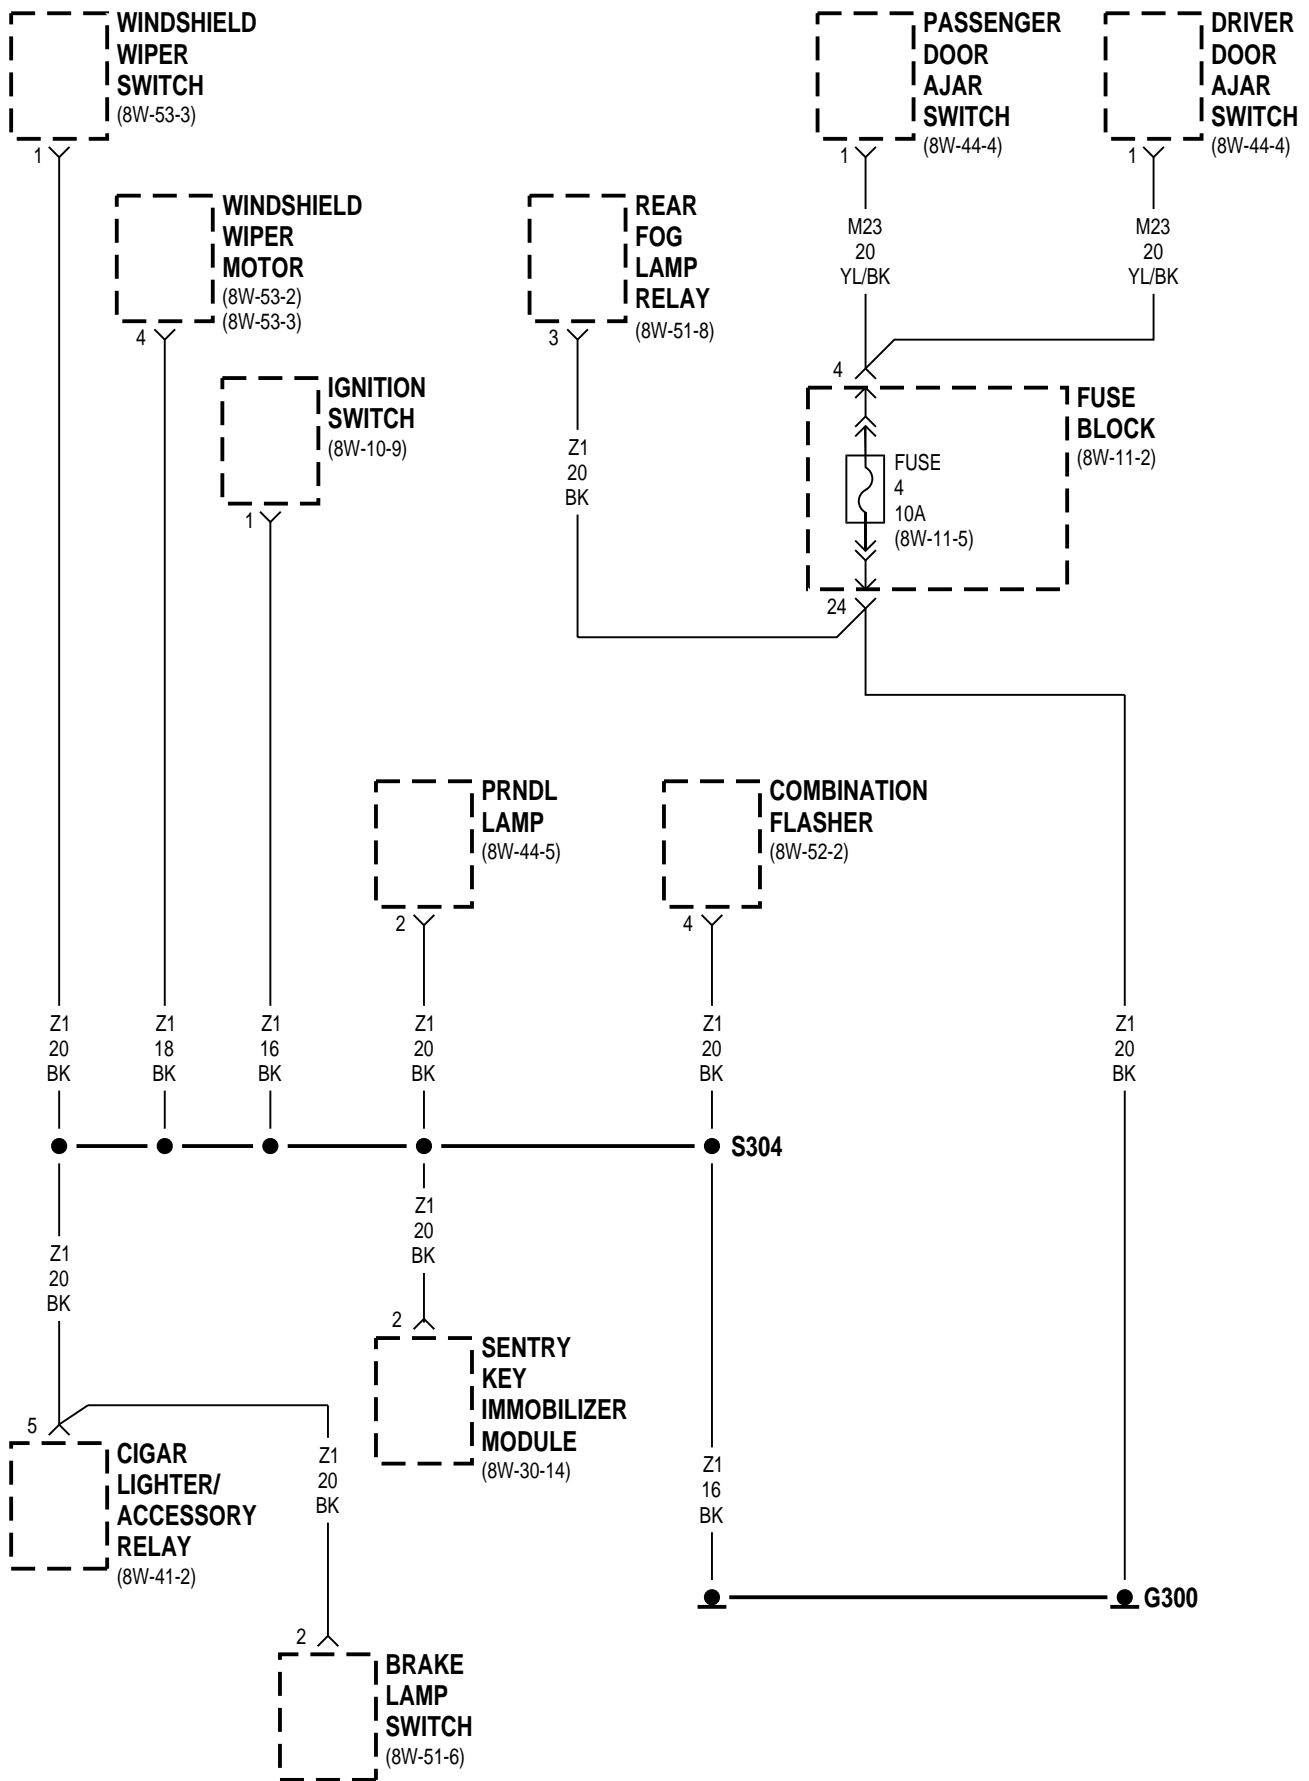 WINDSHIELD
WIPER
SWITCH
(8W-53-3)
1
WINDSHIELD
WIPER
MOTOR
(8W-53-2)
(8W-53-3)
4
IGNITION
SWITCH
(8W-10-9)
1
REAR
FOG
LAMP
RELAY
(8W-51-8)
3
Z1
20
BK
PASSENGER
DOOR
AJAR
SWITCH
(8W-44-4)
1
M23
20
YL/BK
DRIVER
DOOR
AJAR
SWITCH
(8W-44-4)
1
M23
20
YL/BK
4
FUSE
BLOCK
(8W-11-2)
FUSE
4
10A
(8W-11-5)
24
PRNDL
LAMP
(8W-44-5)
2
COMBINATION
FLASHER
(8W-52-2)
4
Z1
20
BK
Z1
18
BK
Z1
16
BK
Z1
20
BK
Z1
20
BK
Z1
20
BK
S304
Z1
20
BK
Z1
20
BK
2
SENTRY
KEY
IMMOBILIZER
MODULE
(8W-30-14)
5
CIGAR
LIGHTER/
ACCESSORY
RELAY
(8W-41-2)
Z1
20
BK
Z1
16
BK
G300
2
BRAKE
LAMP
SWITCH
(8W-51-6)